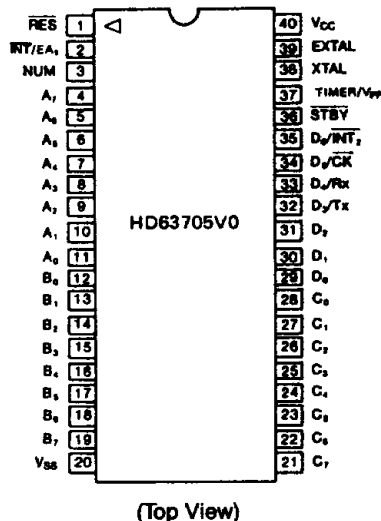 RES 1 40 V_CC
INT/EA₉ 2 39 EXTAL
NUM 3 38 XTAL
A₇ 4 37 TIMER/V_PP
A₆ 5 36 STBY
A₅ 6 35 D₆/INT₂
A₄ 7 34 D₅/CK
A₃ 8 33 D₄/Rx
A₂ 9 32 D₃/Tx
HD63705V0
A₁ 10 31 D₂
A₀ 11 30 D₁
B₀ 12 29 D₀
B₁ 13 28 C₀
B₂ 14 27 C₁
B₃ 15 26 C₂
B₄ 16 25 C₃
B₅ 17 24 C₄
B₆ 18 23 C₅
B₇ 19 22 C₆
V_SS 20 21 C₇
(Top View)